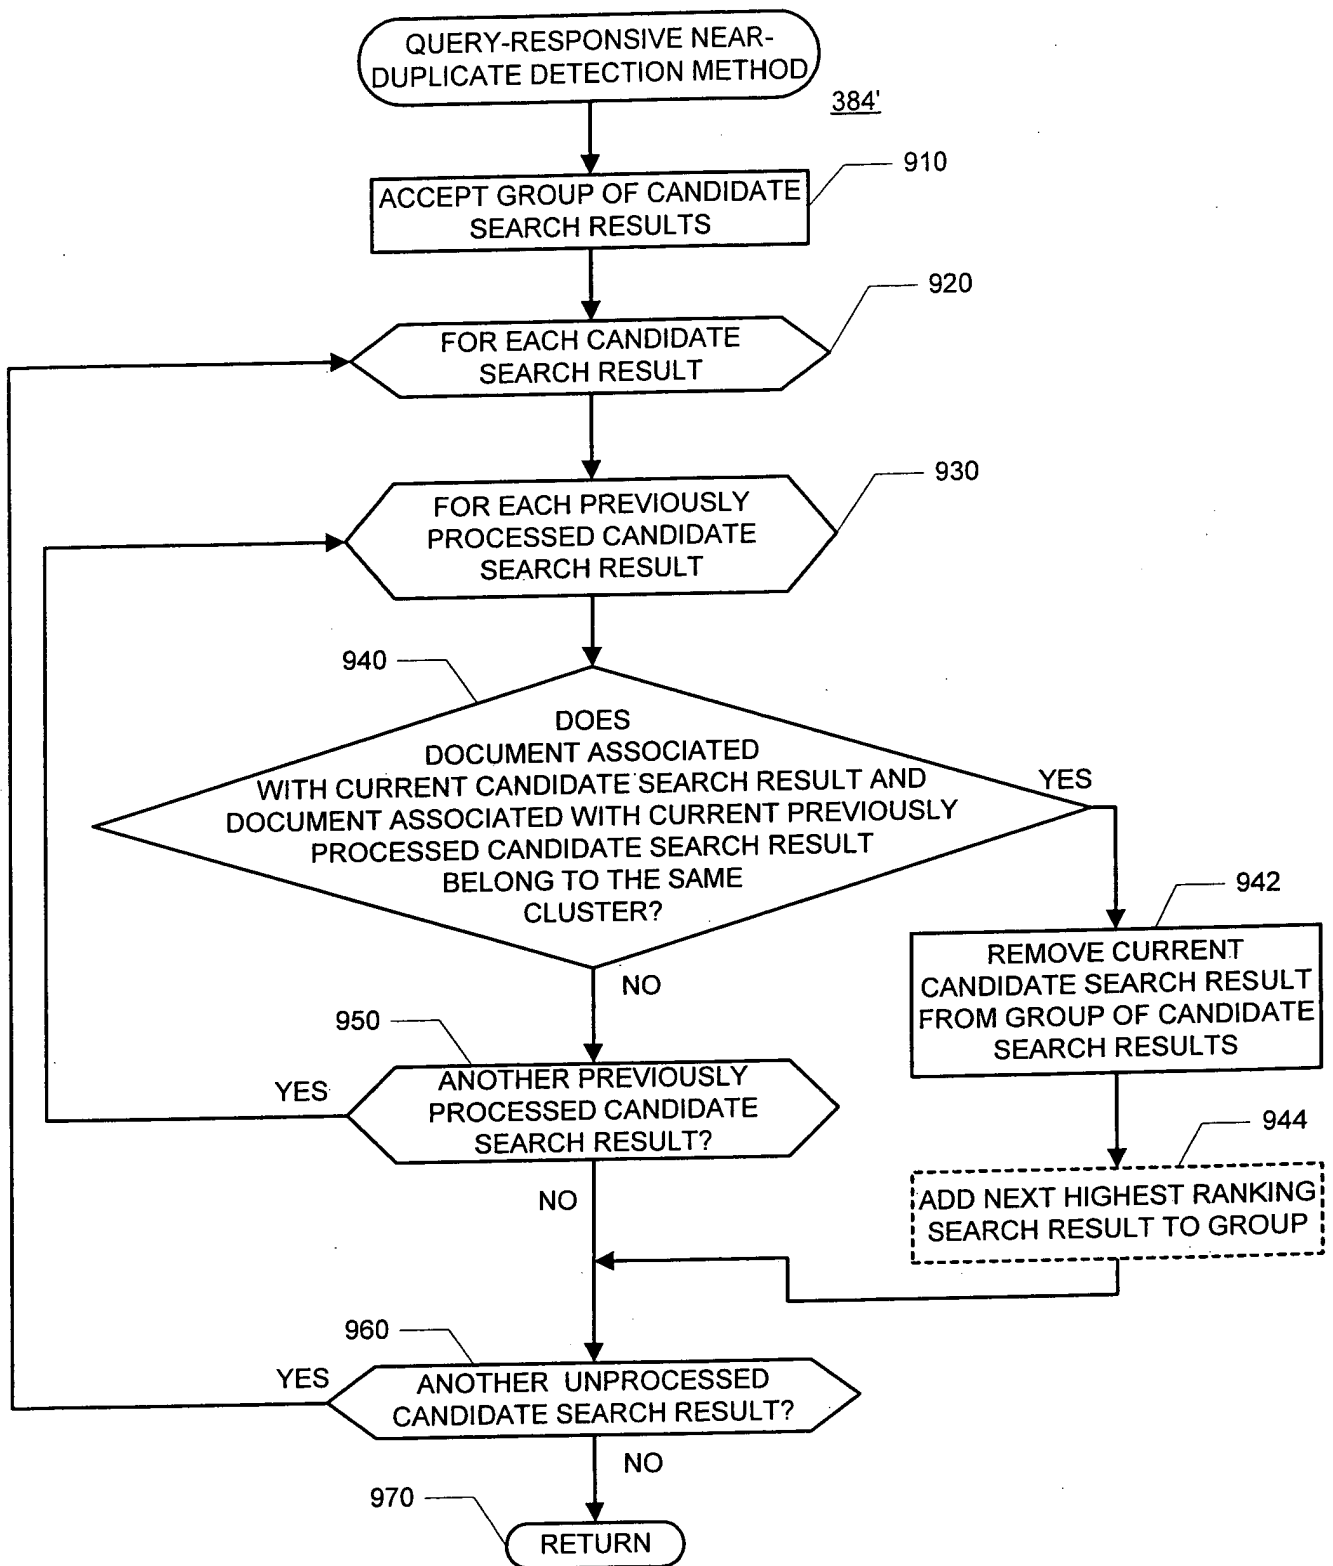 QUERY-RESPONSIVE NEAR-
DUPLICATE DETECTION METHOD
384'
910
ACCEPT GROUP OF CANDIDATE
SEARCH RESULTS
920
FOR EACH CANDIDATE
SEARCH RESULT
930
FOR EACH PREVIOUSLY
PROCESSED CANDIDATE
SEARCH RESULT
940
DOES
DOCUMENT ASSOCIATED
WITH CURRENT CANDIDATE SEARCH RESULT AND
DOCUMENT ASSOCIATED WITH CURRENT PREVIOUSLY
PROCESSED CANDIDATE SEARCH RESULT
BELONG TO THE SAME
CLUSTER?
YES
942
REMOVE CURRENT
CANDIDATE SEARCH RESULT
FROM GROUP OF CANDIDATE
SEARCH RESULTS
NO
950
YES
ANOTHER PREVIOUSLY
PROCESSED CANDIDATE
SEARCH RESULT?
944
ADD NEXT HIGHEST RANKING
SEARCH RESULT TO GROUP
NO
960
YES
ANOTHER UNPROCESSED
CANDIDATE SEARCH RESULT?
NO
970
RETURN